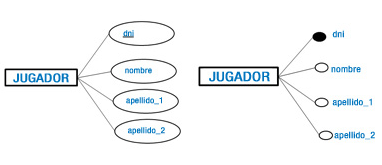 dni
JUGADOR
nombre
apellido_1
apellido_2
dni
JUGADOR
nombre
apellido_1
apellido_2